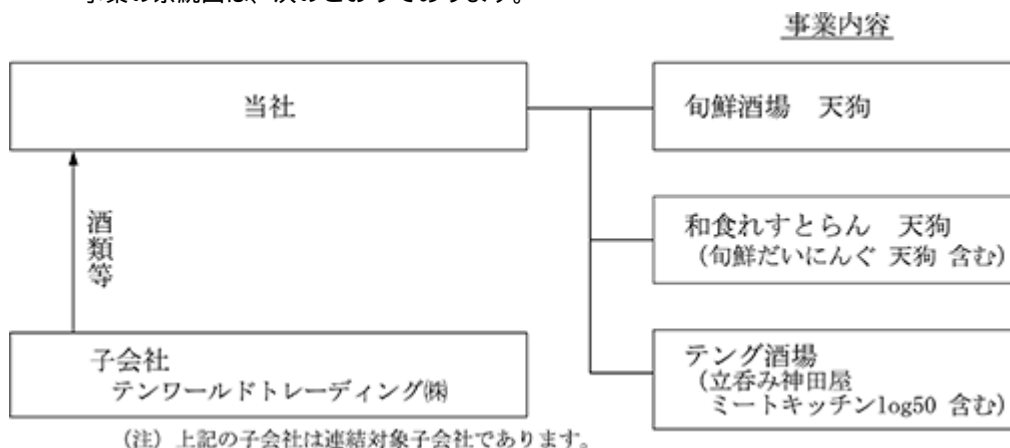 事業の系統図は、次のとおりであります。
事業内容
当社
旬鮮酒場 天狗
酒類等
和食れすとらん 天狗
(旬鮮だいにんぐ 天狗 含む)
子会社
テンワールドトレーディング㈱
テング酒場
(立呑み神田屋
ミートキッチンlog50 含む)
(注) 上記の子会社は連結対象子会社であります。